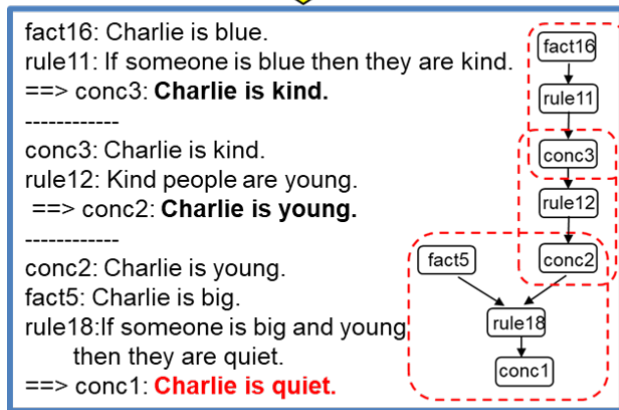 fact16: Charlie is blue.
rule11: If someone is blue then they are kind.
==> conc3: Charlie is kind.
------------
conc3: Charlie is kind.
rule12: Kind people are young.
==> conc2: Charlie is young.
------------
conc2: Charlie is young.
fact5: Charlie is big.
rule18:If someone is big and young
then they are quiet.
==> conc1: Charlie is quiet.
fact16
rule11
conc3
rule12
fact5
conc2
rule18
conc1